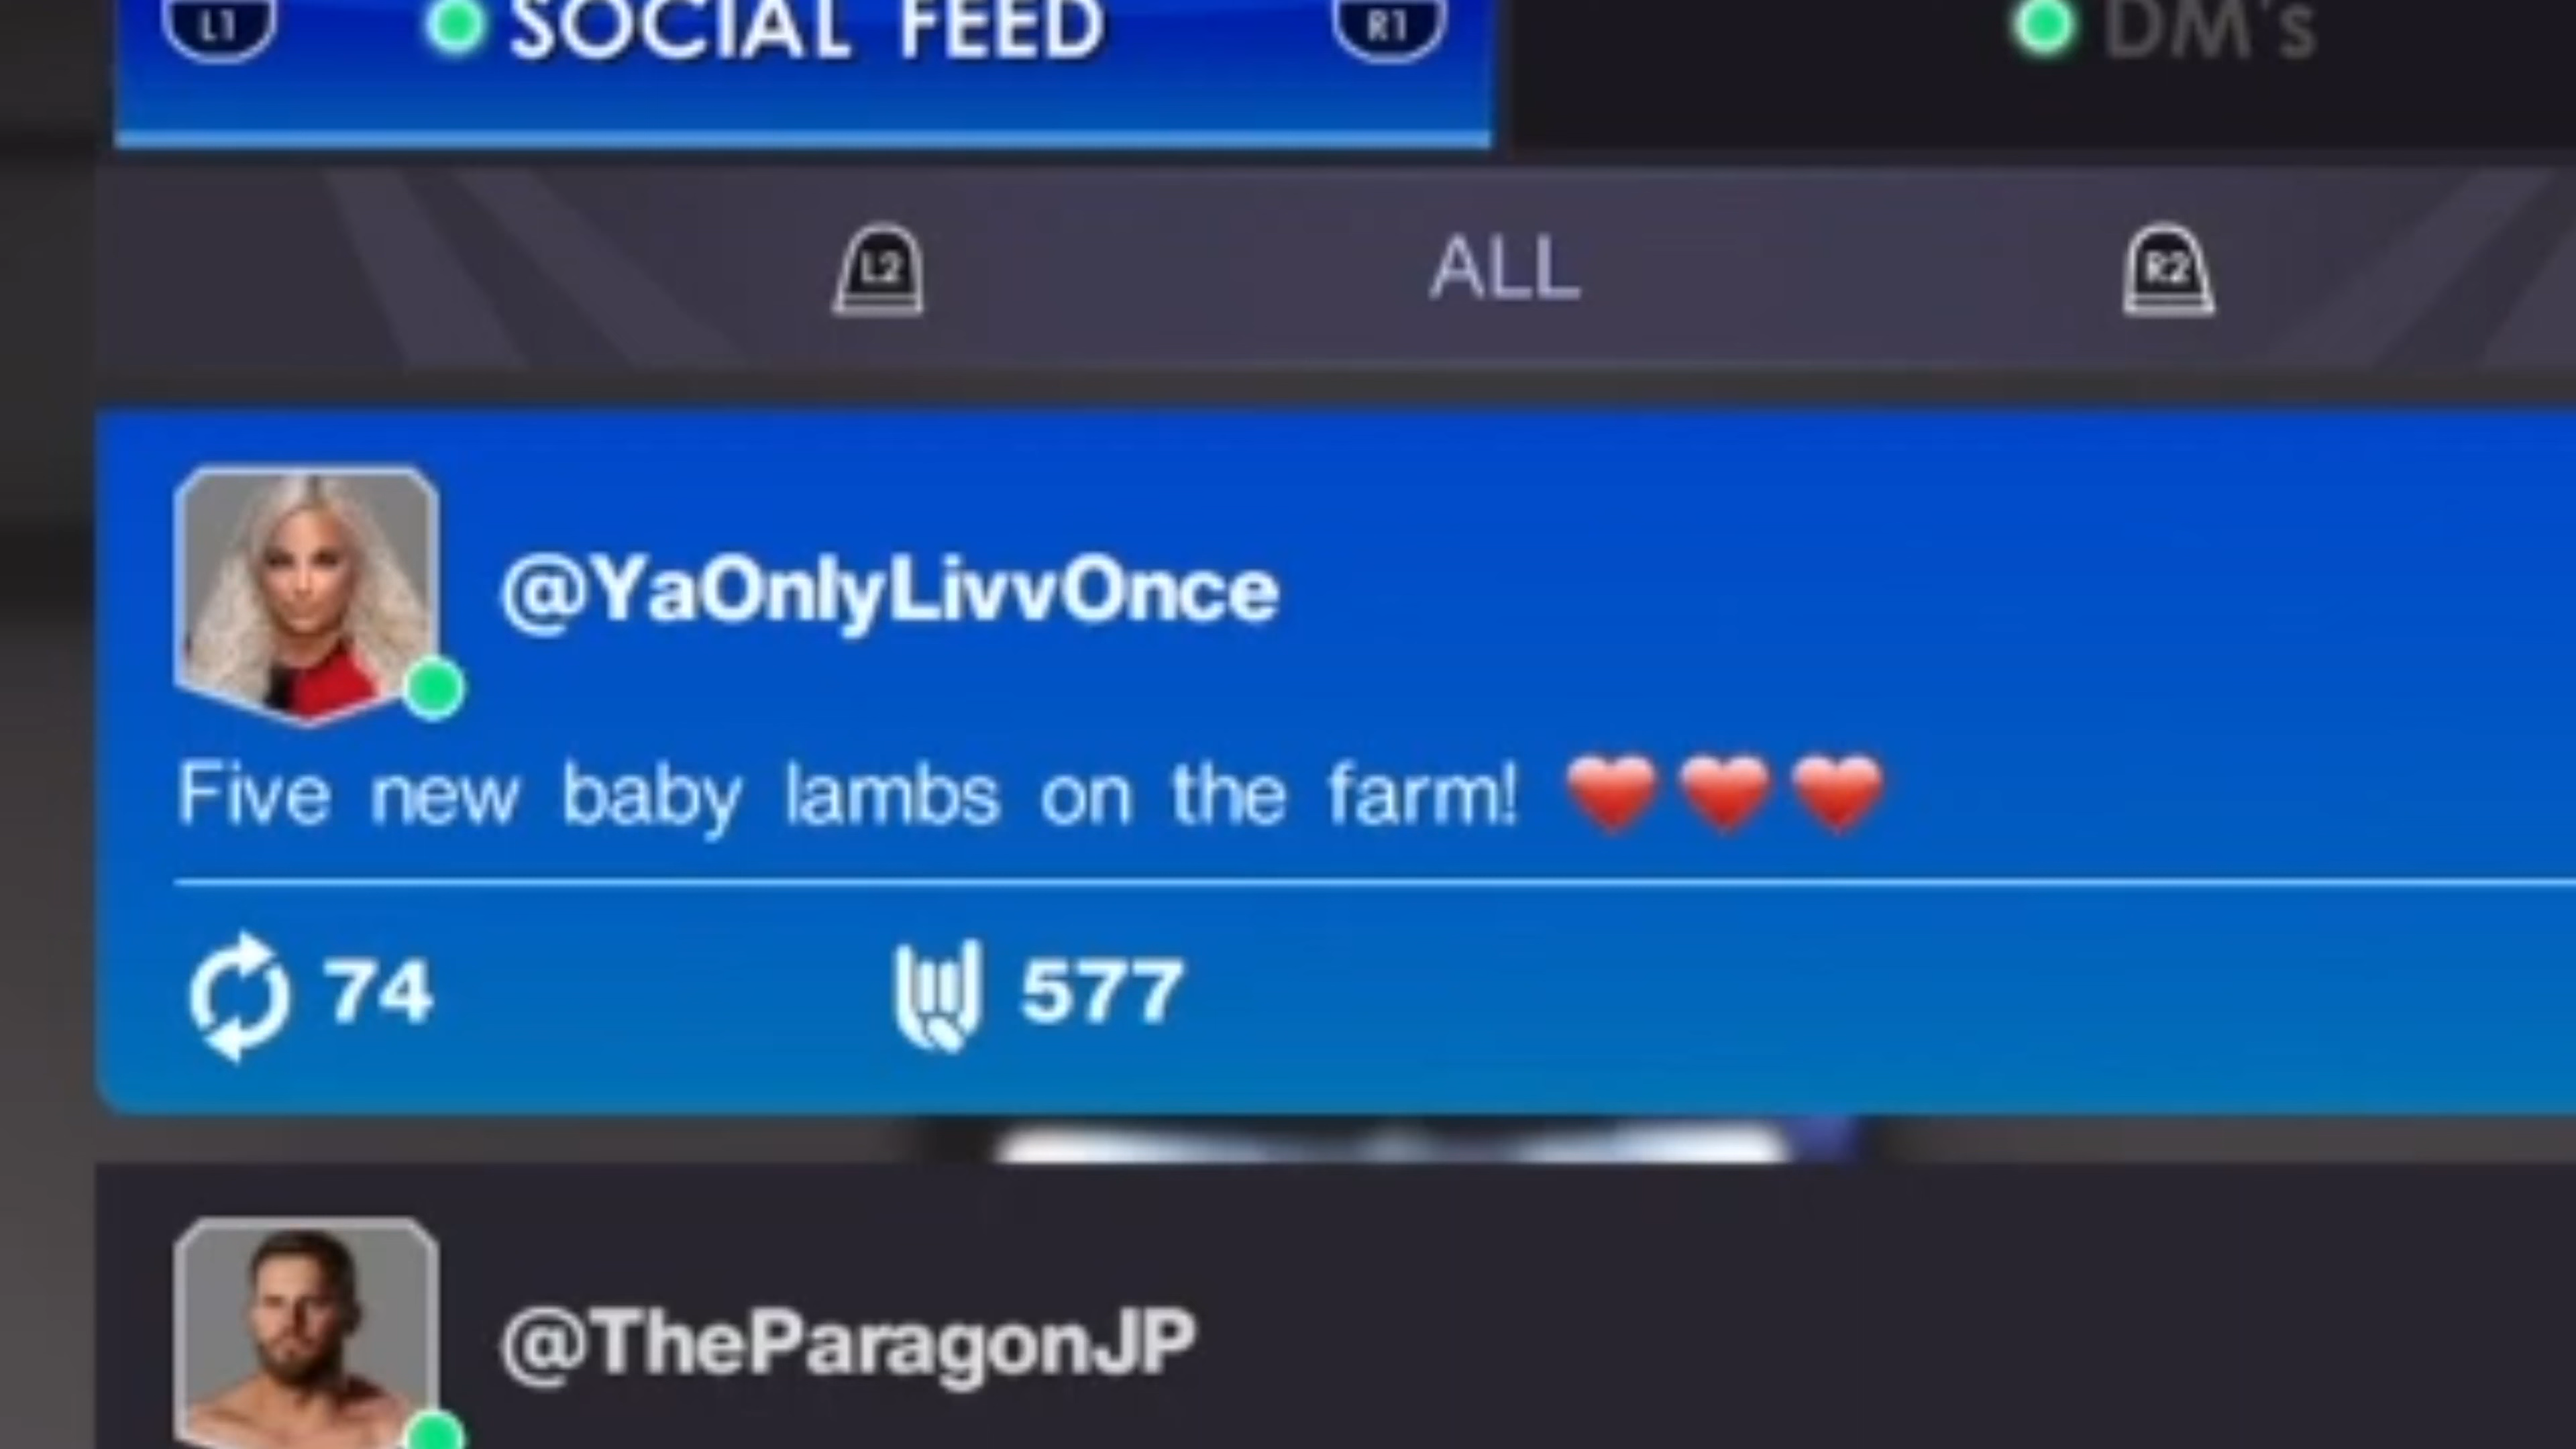 L1 SOCIAL FEED R1 DM's
L2 ALL R2
@YaOnlyLivvOnce
Five new baby lambs on the farm! ❤️❤️❤️
74 577
@TheParagonJP